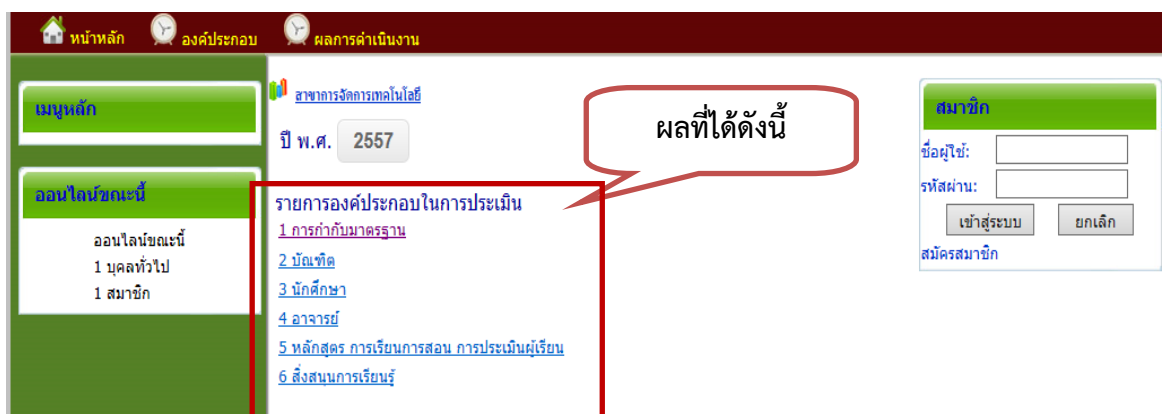 หน้าหลัก องค์ประกอบ ผลการดำเนินงาน
เมนูหลัก
ออนไลน์ขณะนี้
ออนไลน์ขณะนี้
1 บุคลทั่วไป
1 สมาชิก
สาขาการจัดการเทคโนโลยี
ปี พ.ศ. 2557
ผลที่ได้ดังนี้
รายการองค์ประกอบในการประเมิน
1 การกำกับมาตรฐาน
2 บัณฑิต
3 นักศึกษา
4 อาจารย์
5 หลักสูตร การเรียนการสอน การประเมินผู้เรียน
6 สิ่งสนุนการเรียนรู้
สมาชิก
ชื่อผู้ใช้:
รหัสผ่าน:
เข้าสู่ระบบ ยกเลิก
สมัครสมาชิก